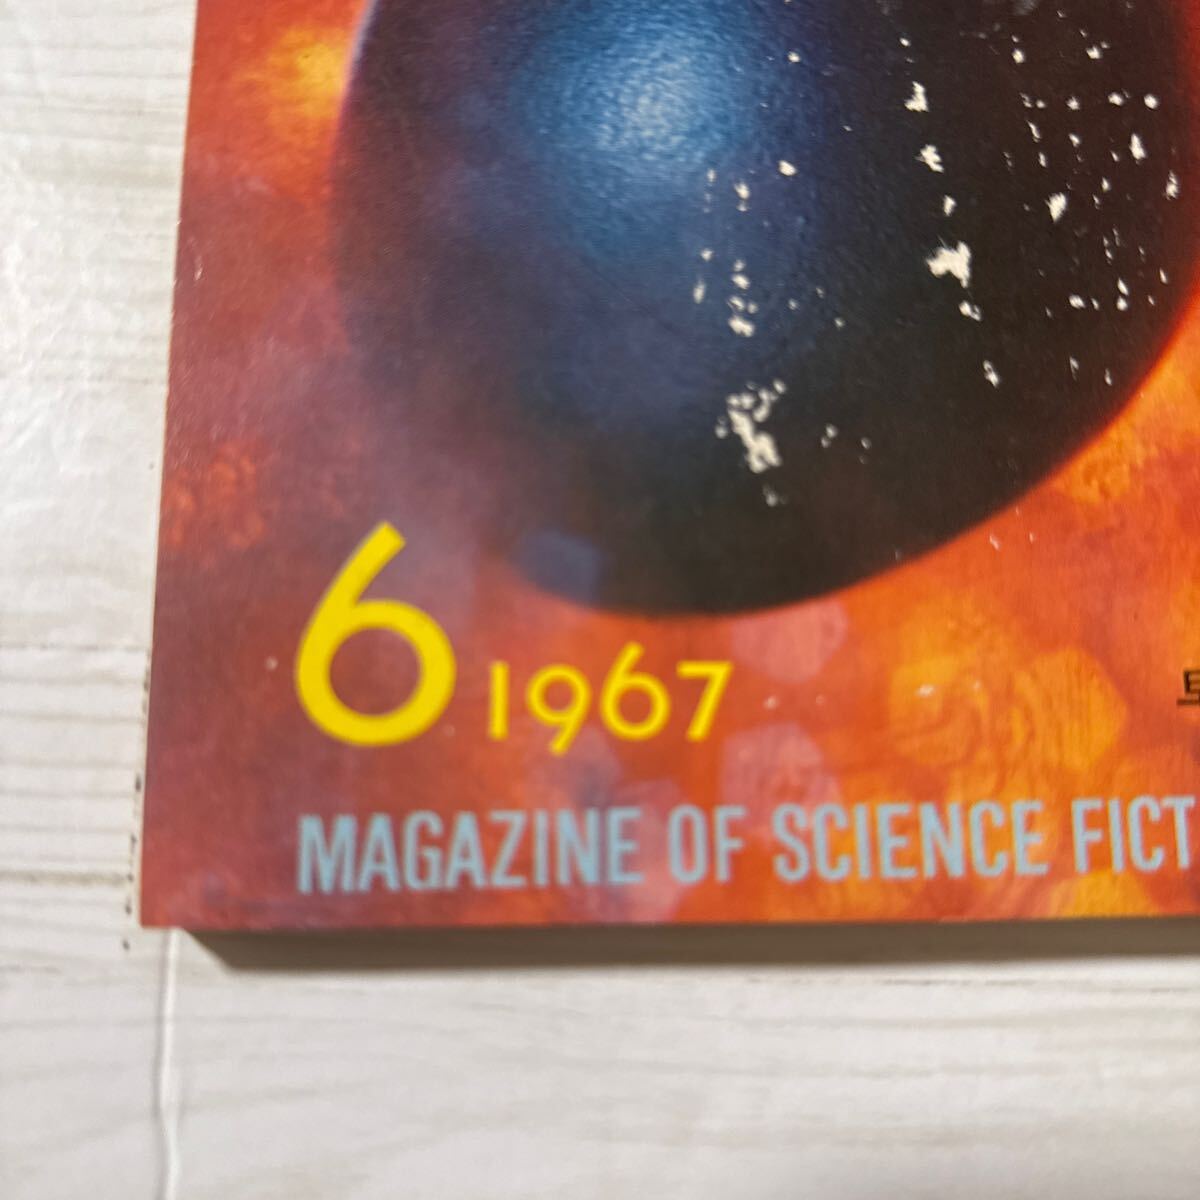 6 1967
MAGAZINE OF SCIENCE FICT